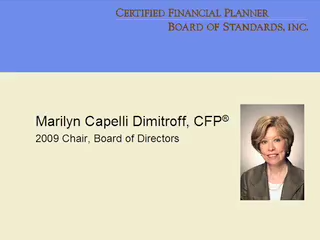 CERTIFIED FINANCIAL PLANNER
BOARD OF STANDARDS, INC.
Marilyn Capelli Dimitroff, CFP®
2009 Chair, Board of Directors